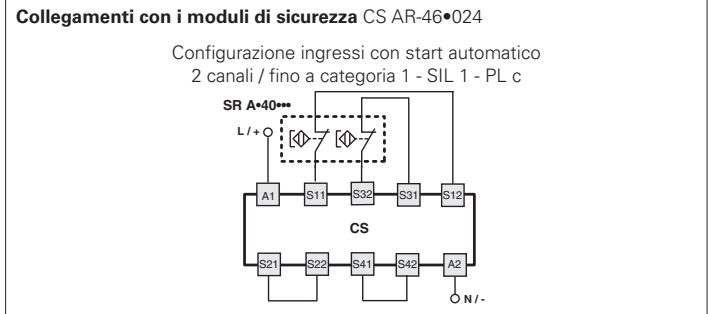 Collegamenti con i moduli di sicurezza CS AR-46•024
Configurazione ingressi con start automatico
2 canali / fino a categoria 1 - SIL 1 - PL c
SR A•40•••
L / +
A1 S11 S32 S31 S12
CS
S21 S22 S41 S42 A2
N / -